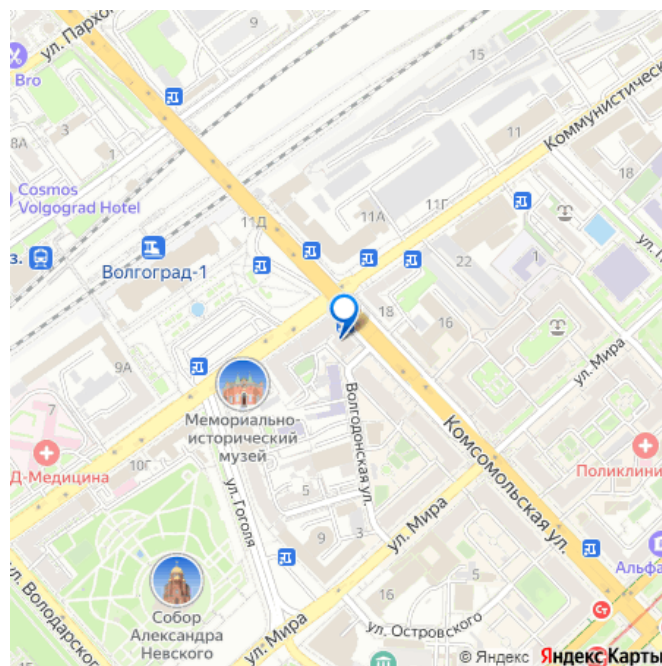 ул. Пархо
9
15
Bro
3
1
8А
11
Коммунистическ
18
Cosmos
Volgograd Hotel
11Д
11А
11Г
з.
Волгоград-1
22
1
18
16
9А
ул. Мира
7
Мемориально-
исторический
музей
Волгодонская ул.
Комсомольская ул.
Д-Медицина
10Г
Поликлини
ул. Гоголя
5
9
3
ул. Мира
16
5
Альфа
ул. Володарского
Собор
Александра
Невского
ул. Мира
ул. Островского
Ст
© Яндекс Яндекс Карты